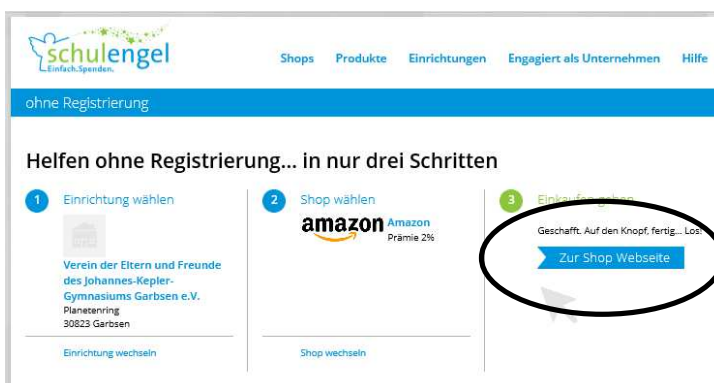 schulengel
Einfach.Spenden.
Shops Produkte Einrichtungen Engagiert als Unternehmen Hilfe
ohne Registrierung
Helfen ohne Registrierung... in nur drei Schritten
1 Einrichtung wählen
Verein der Eltern und Freunde
des Johannes-Kepler-
Gymnasiums Garbsen e.V.
Planetenring
30823 Garbsen
Einrichtung wechseln
2 Shop wählen
amazon Amazon
Prämie 2%
Shop wechseln
3 Einkaufen gehen
Geschafft. Auf den Knopf, fertig... Los!
Zur Shop Webseite